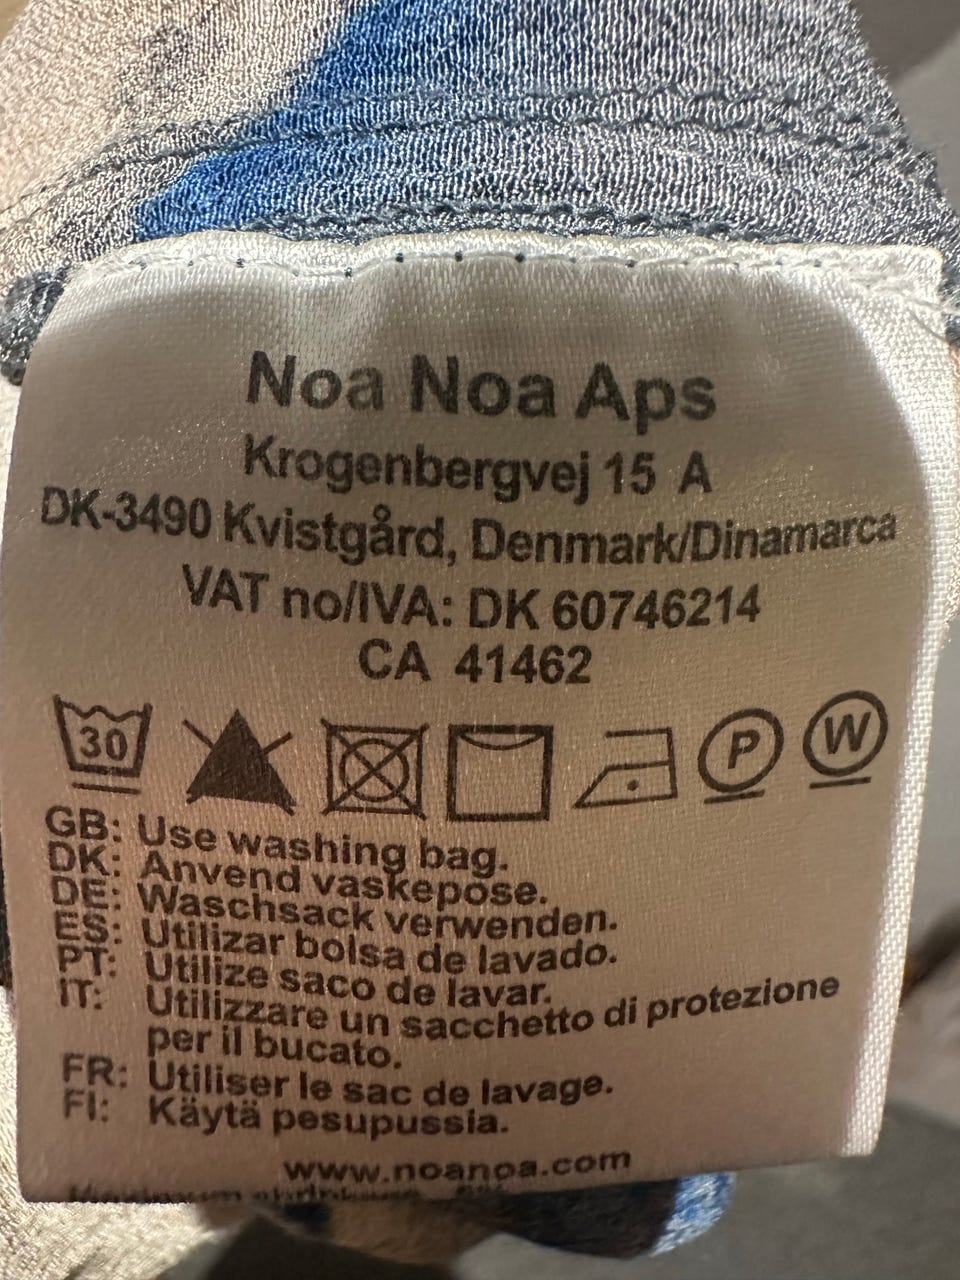 Noa Noa Aps
Krogenbergvej 15 A
DK-3490 Kvistgård, Denmark/Dinamarca
VAT no/IVA: DK 60746214
CA 41462
30
P
W
GB: Use washing bag.
DK: Anvend vaskepose.
DE: Waschsack verwenden.
ES: Utilizar bolsa de lavado.
PT: Utilize saco de lavar.
IT: Utilizzare un sacchetto di protezione
per il bucato.
FR: Utiliser le sac de lavage.
FI: Käytä pesupussia.
www.noanoa.com